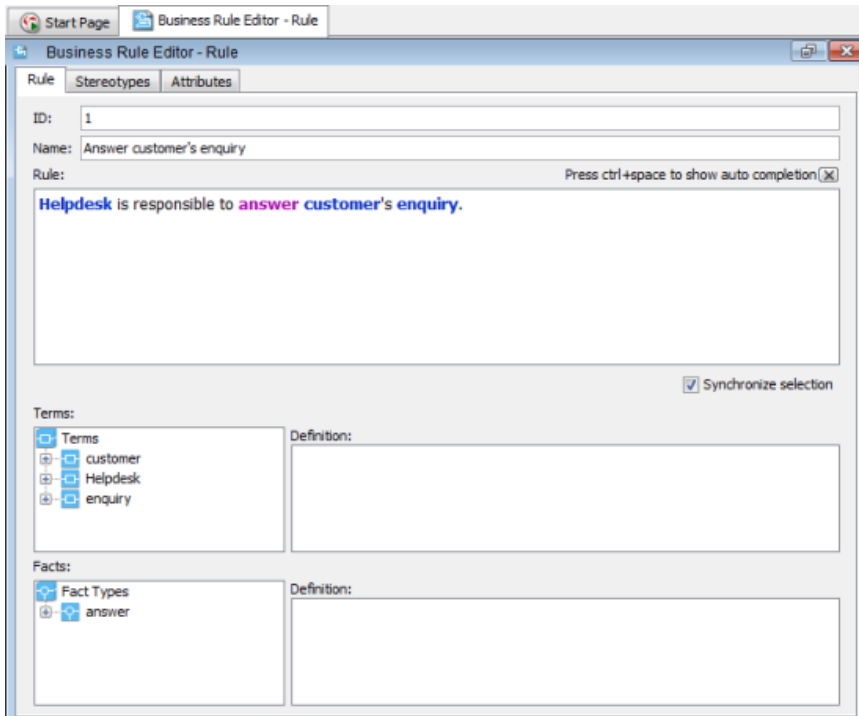 Start Page
Business Rule Editor - Rule
Business Rule Editor - Rule
Rule Stereotypes Attributes
ID: 1
Name: Answer customer's enquiry
Rule: Press ctrl+space to show auto completion
Helpdesk is responsible to answer customer's enquiry.
Synchronize selection
Terms:
Definition:
Terms
customer
Helpdesk
enquiry
Facts:
Definition:
Fact Types
answer